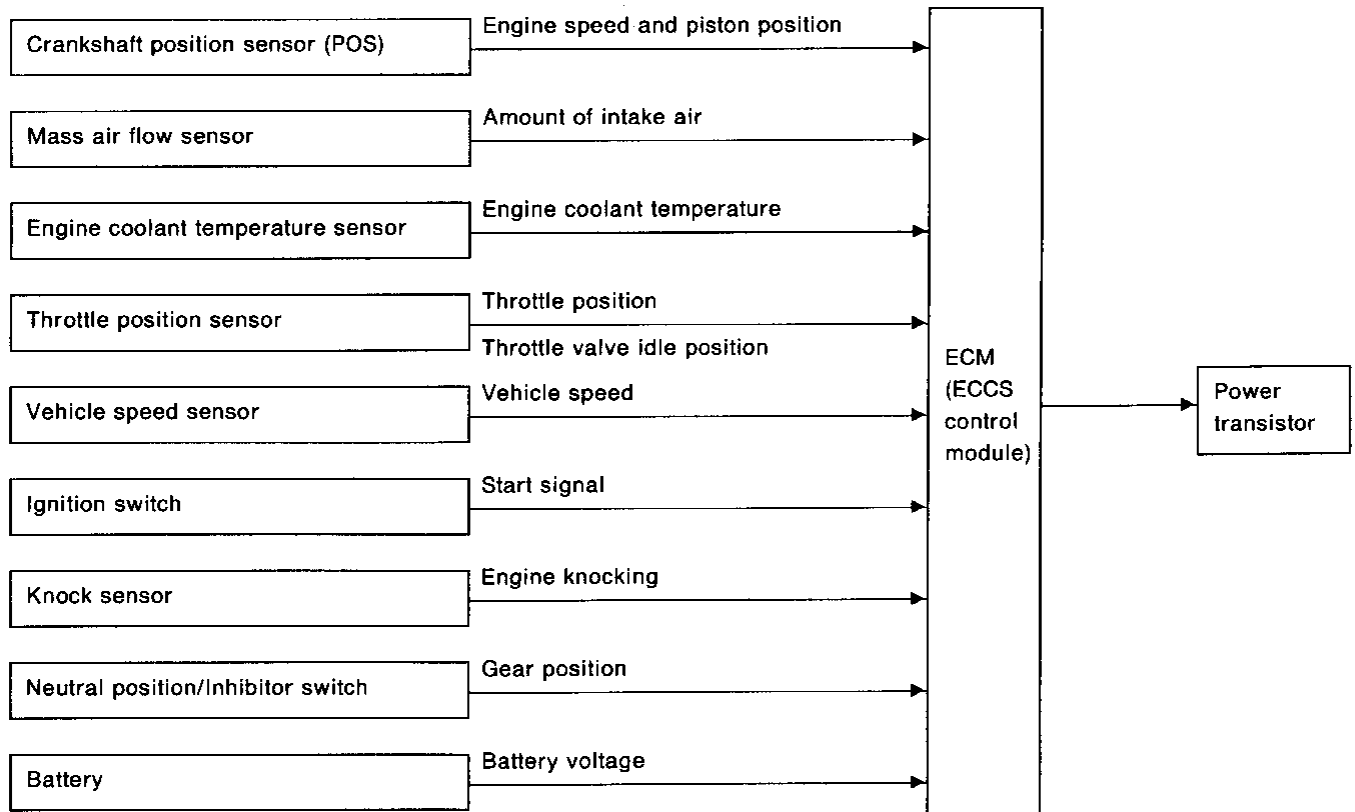 Crankshaft position sensor (POS)
Engine speed and piston position
Mass air flow sensor
Amount of intake air
Engine coolant temperature sensor
Engine coolant temperature
Throttle position sensor
Throttle position
Throttle valve idle position
Vehicle speed sensor
Vehicle speed
Ignition switch
Start signal
Knock sensor
Engine knocking
Neutral position/Inhibitor switch
Gear position
Battery
Battery voltage
ECM
(ECCS
control
module)
Power
transistor